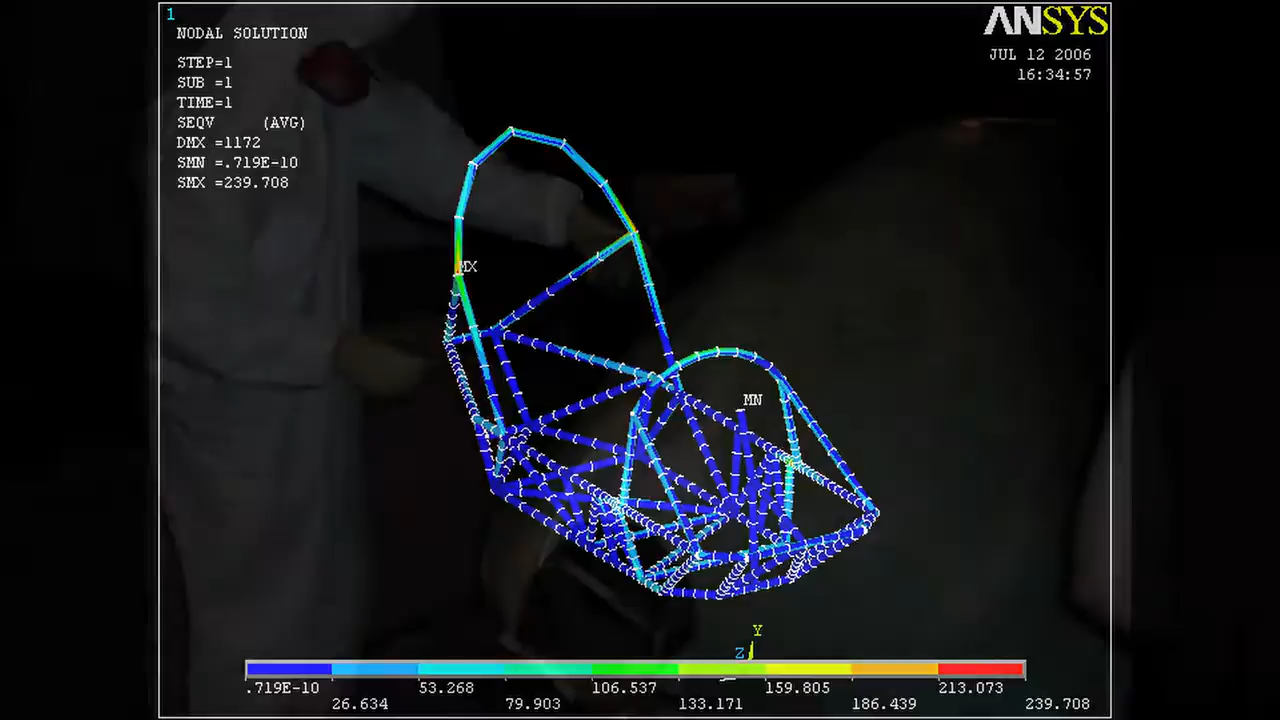 1
NODAL SOLUTION
STEP=1
SUB =1
TIME=1
SEQV (AVG)
DMX =1172
SMN =.719E-10
SMX =239.708
ANSYS
JUL 12 2006
16:34:57
MX
MN
Y
Z
.719E-10 53.268 106.537 159.805 213.073
26.634 79.903 133.171 186.439 239.708